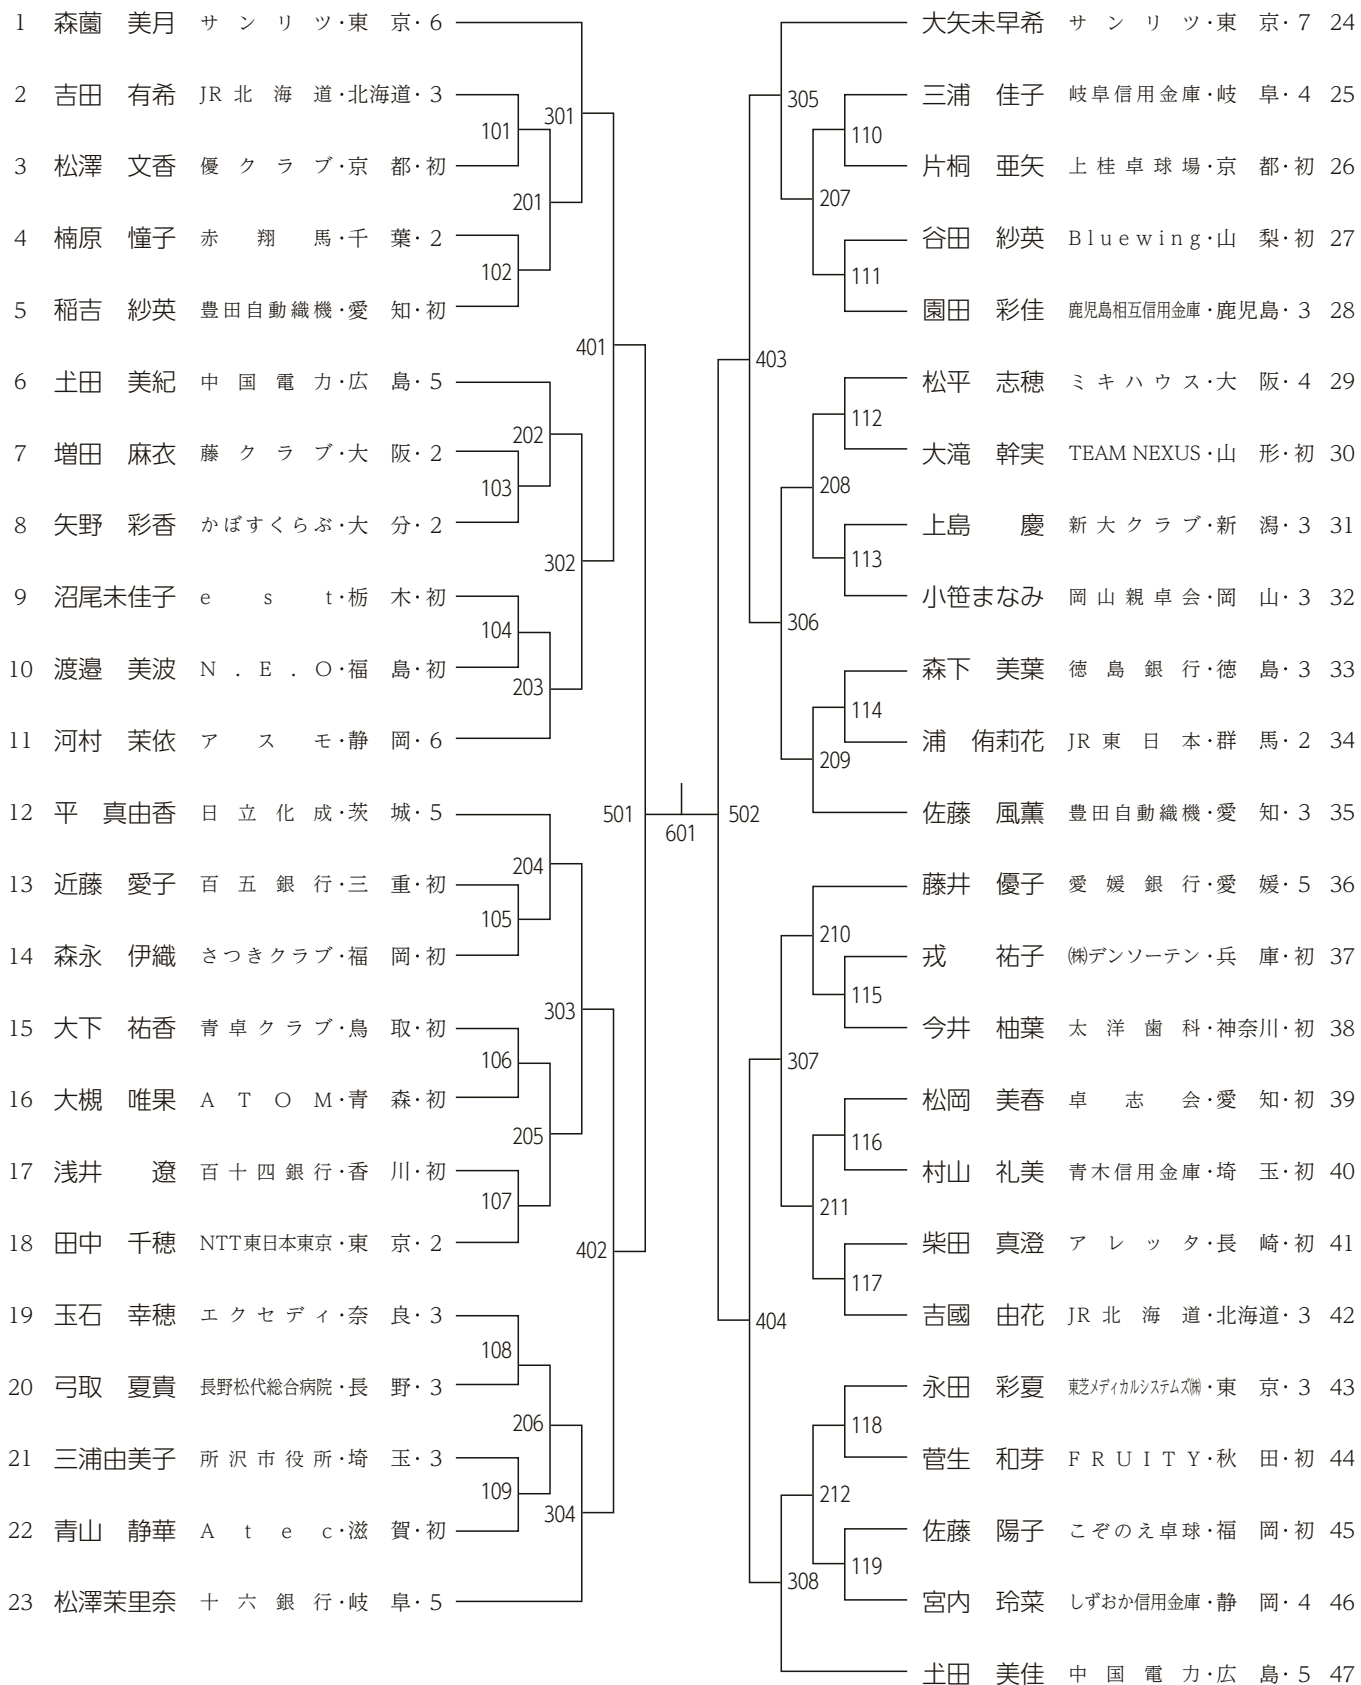 1 森薗 美月 サンリツ・東京・6
2 吉田 有希 JR北海道・北海道・3
3 松澤 文香 優クラブ・京都・初
4 楠原 憧子 赤翔馬・千葉・2
5 稲吉 紗英 豊田自動織機・愛知・初
6 土田 美紀 中国電力・広島・5
7 増田 麻衣 藤クラブ・大阪・2
8 矢野 彩香 かぼすくらぶ・大分・2
9 沼尾未佳子 est・栃木・初
10 渡邉 美波 N.E.O・福島・初
11 河村 茉依 アスモ・静岡・6
12 平 真由香 日立化成・茨城・5
13 近藤 愛子 百五銀行・三重・初
14 森永 伊織 さつきクラブ・福岡・初
15 大下 祐香 青卓クラブ・鳥取・初
16 大槻 唯果 ATOM・青森・初
17 浅井 遼 百十四銀行・香川・初
18 田中 千穂 NTT東日本東京・東京・2
19 玉石 幸穂 エクセディ・奈良・3
20 弓取 夏貴 長野松代総合病院・長野・3
21 三浦由美子 所沢市役所・埼玉・3
22 青山 静華 Atec・滋賀・初
23 松澤茉里奈 十六銀行・岐阜・5
101
102
103
104
105
106
107
108
109
201
202
203
204
205
206
301
302
303
304
401
402
501
601
502
403
404
305
306
307
308
207
208
209
210
211
212
110
111
112
113
114
115
116
117
118
119
大矢未早希 サンリツ・東京・7 24
三浦 佳子 岐阜信用金庫・岐阜・4 25
片桐 亜矢 上桂卓球場・京都・初 26
谷田 紗英 Bluewing・山梨・初 27
園田 彩佳 鹿児島相互信用金庫・鹿児島・3 28
松平 志穂 ミキハウス・大阪・4 29
大滝 幹実 TEAM NEXUS・山形・初 30
上島 慶 新大クラブ・新潟・3 31
小笹まなみ 岡山親卓会・岡山・3 32
森下 美葉 徳島銀行・徳島・3 33
浦 侑莉花 JR東日本・群馬・2 34
佐藤 風薫 豊田自動織機・愛知・3 35
藤井 優子 愛媛銀行・愛媛・5 36
戎 祐子 ㈱デンソーテン・兵庫・初 37
今井 柚葉 太洋歯科・神奈川・初 38
松岡 美春 卓志会・愛知・初 39
村山 礼美 青木信用金庫・埼玉・初 40
柴田 真澄 アレッタ・長崎・初 41
吉國 由花 JR北海道・北海道・3 42
永田 彩夏 東芝メディカルシステムズ㈱・東京・3 43
菅生 和芽 FRUITY・秋田・初 44
佐藤 陽子 こぞのえ卓球・福岡・初 45
宮内 玲菜 しずおか信用金庫・静岡・4 46
土田 美佳 中国電力・広島・5 47